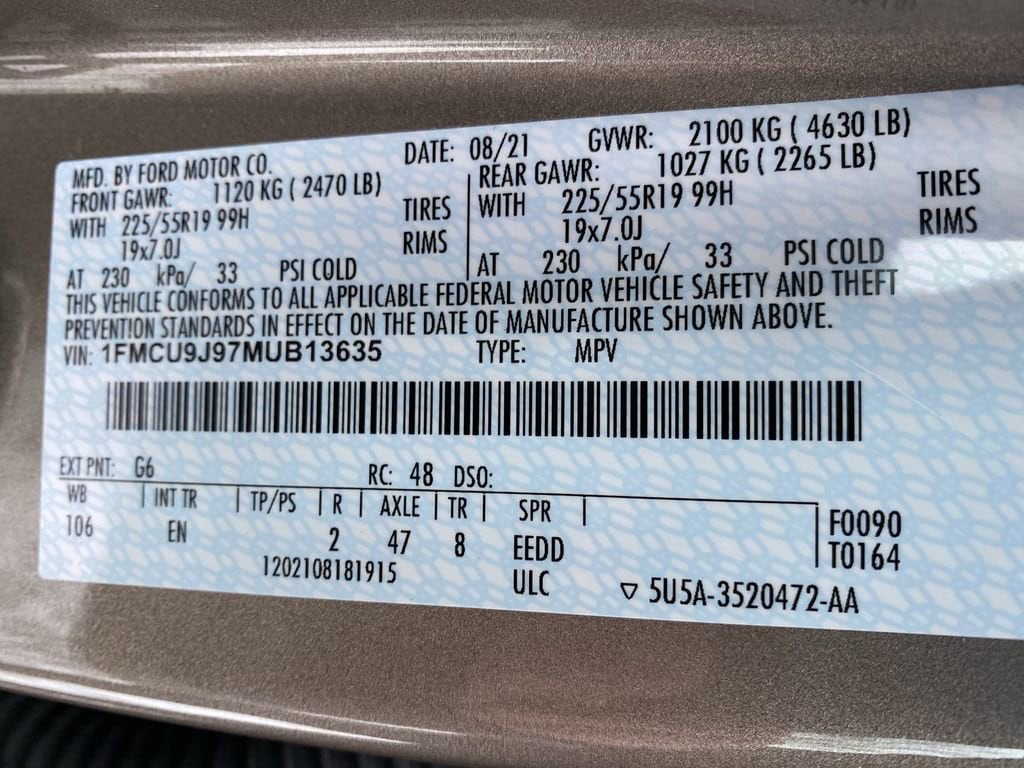 MFD. BY FORD MOTOR CO. DATE: 08/21 GVWR: 2100 KG ( 4630 LB)
FRONT GAWR: 1120 KG ( 2470 LB) REAR GAWR: 1027 KG ( 2265 LB)
WITH 225/55R19 99H TIRES WITH 225/55R19 99H TIRES
19x7.0J RIMS 19x7.0J RIMS
AT 230 kPa/ 33 PSI COLD AT 230 kPa/ 33 PSI COLD
THIS VEHICLE CONFORMS TO ALL APPLICABLE FEDERAL MOTOR VEHICLE SAFETY AND THEFT
PREVENTION STANDARDS IN EFFECT ON THE DATE OF MANUFACTURE SHOWN ABOVE.
VIN: 1FMCU9J97MUB13635 TYPE: MPV
EXT PNT: G6 RC: 48 DSO:
WB INT TR TP/PS R AXLE TR SPR F0090
106 EN 2 47 8 EEDD T0164
1202108181915 ULC ▽ 5U5A-3520472-AA